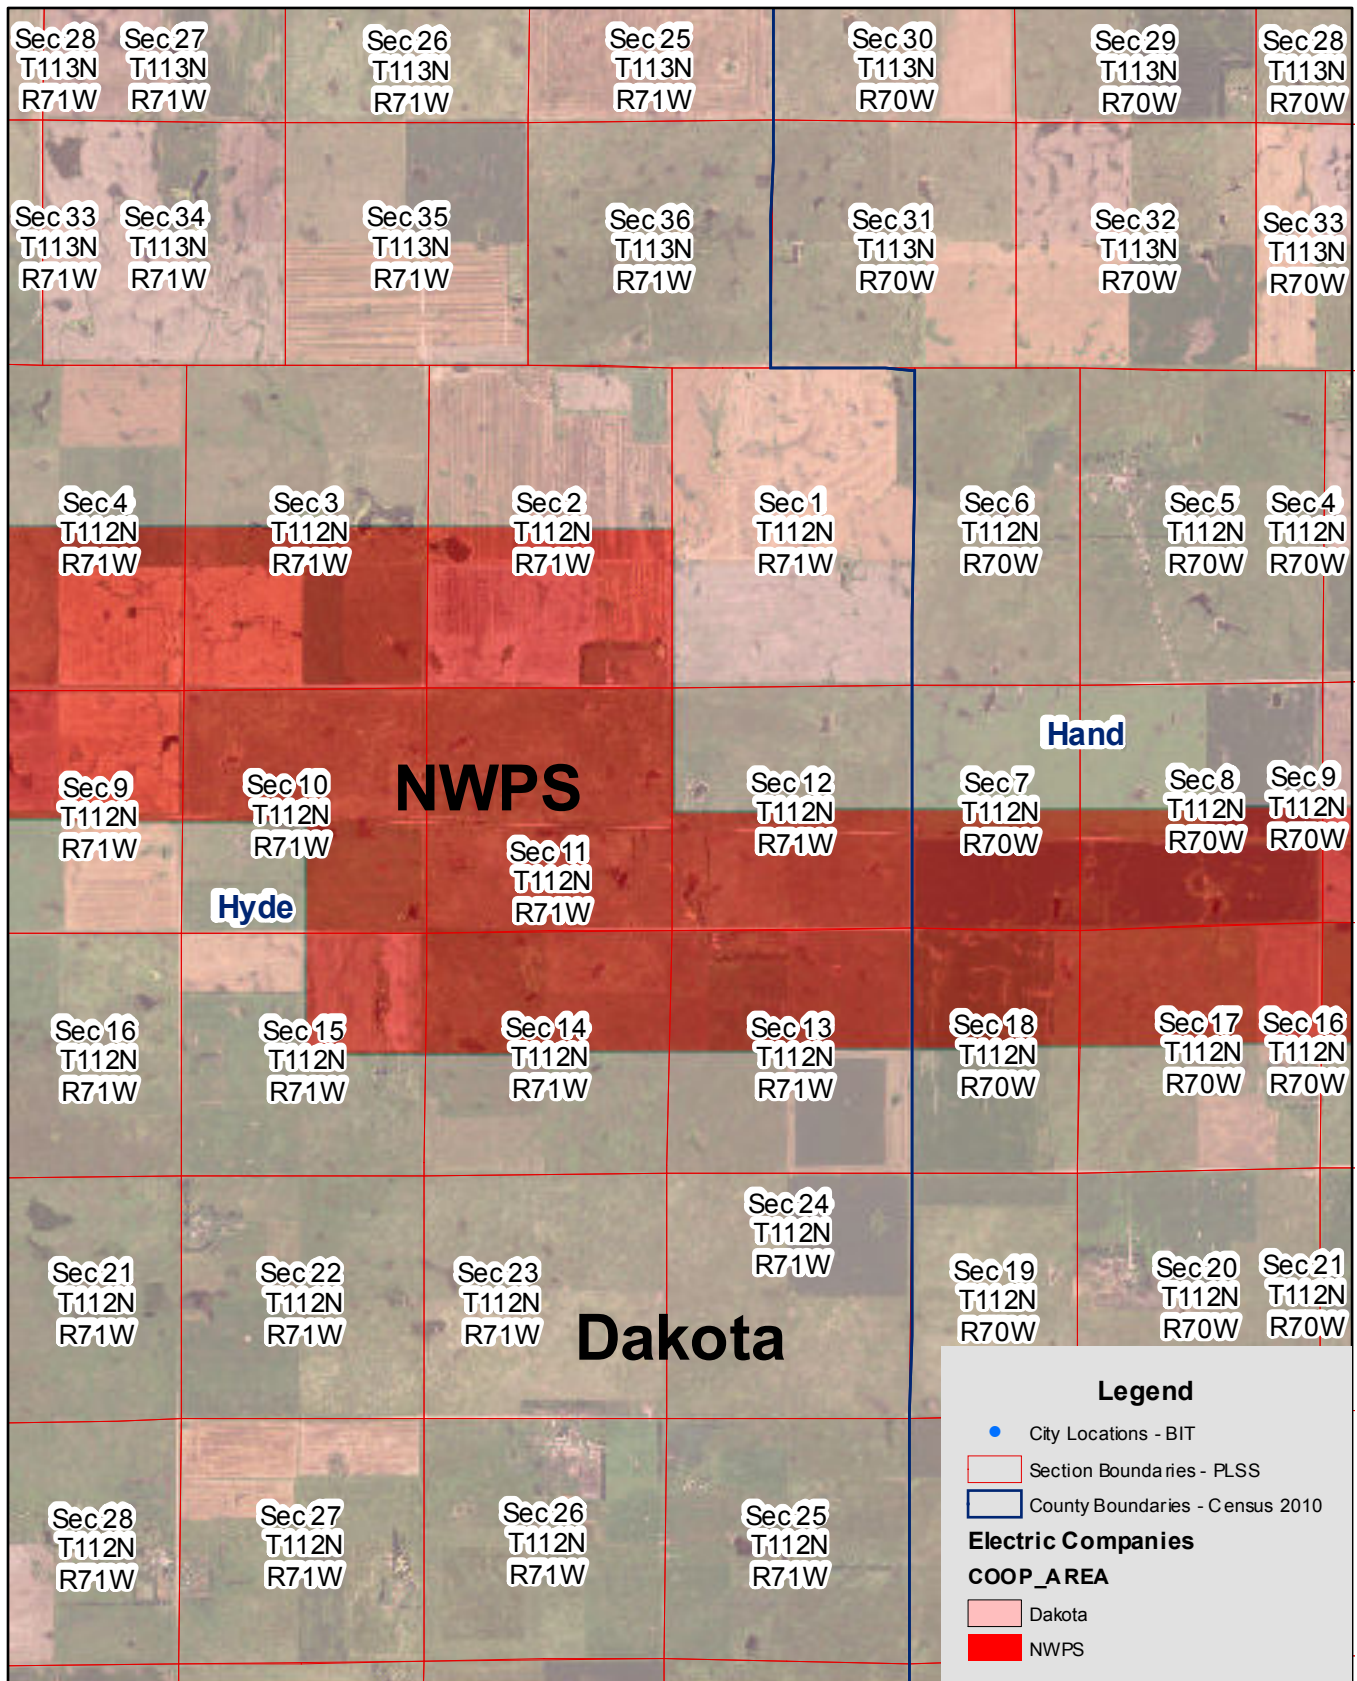 Sec 28
T113N
R71W
Sec 27
T113N
R71W
Sec 26
T113N
R71W
Sec 25
T113N
R71W
Sec 30
T113N
R70W
Sec 29
T113N
R70W
Sec 28
T113N
R70W
Sec 33
T113N
R71W
Sec 34
T113N
R71W
Sec 35
T113N
R71W
Sec 36
T113N
R71W
Sec 31
T113N
R70W
Sec 32
T113N
R70W
Sec 33
T113N
R70W
Sec 4
T112N
R71W
Sec 3
T112N
R71W
Sec 2
T112N
R71W
Sec 1
T112N
R71W
Sec 6
T112N
R70W
Sec 5
T112N
R70W
Sec 4
T112N
R70W
Hand
NWPS
Sec 9
T112N
R71W
Sec 10
T112N
R71W
Sec 11
T112N
R71W
Sec 12
T112N
R71W
Sec 7
T112N
R70W
Sec 8
T112N
R70W
Sec 9
T112N
R70W
Hyde
Sec 16
T112N
R71W
Sec 15
T112N
R71W
Sec 14
T112N
R71W
Sec 13
T112N
R71W
Sec 18
T112N
R70W
Sec 17
T112N
R70W
Sec 16
T112N
R70W
Sec 21
T112N
R71W
Sec 22
T112N
R71W
Sec 23
T112N
R71W
Sec 24
T112N
R71W
Sec 19
T112N
R70W
Sec 20
T112N
R70W
Sec 21
T112N
R70W
Dakota
Sec 28
T112N
R71W
Sec 27
T112N
R71W
Sec 26
T112N
R71W
Sec 25
T112N
R71W
Legend
City Locations - BIT
Section Boundaries - PLSS
County Boundaries - Census 2010
Electric Companies
COOP_AREA
Dakota
NWPS